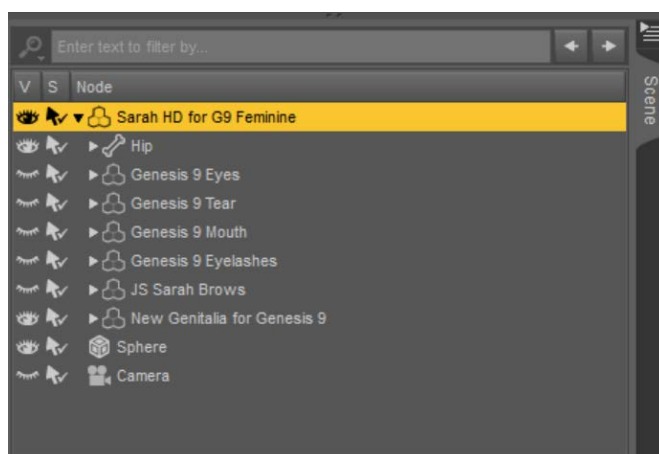 Enter text to filter by...
V S Node
Sarah HD for G9 Feminine
Hip
Genesis 9 Eyes
Genesis 9 Tear
Genesis 9 Mouth
Genesis 9 Eyelashes
JS Sarah Brows
New Genitalia for Genesis 9
Sphere
Camera
Scene